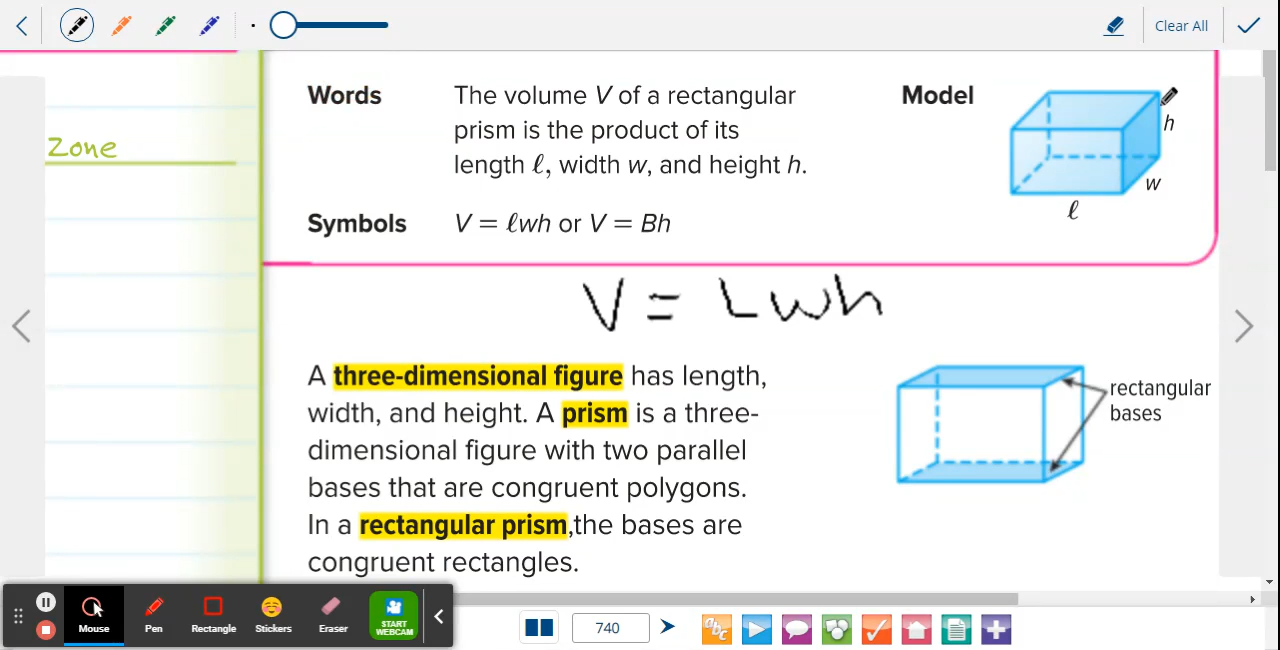 Clear All
Words
The volume V of a rectangular
prism is the product of its
length ℓ, width w, and height h.
Model
h
w
ℓ
Zone
Symbols
V = ℓwh or V = Bh
V = Lwh
A three-dimensional figure has length,
width, and height. A prism is a three-
dimensional figure with two parallel
bases that are congruent polygons.
In a rectangular prism,the bases are
congruent rectangles.
rectangular
bases
Mouse
Pen
Rectangle
Stickers
Eraser
START
WEBCAM
740
abc